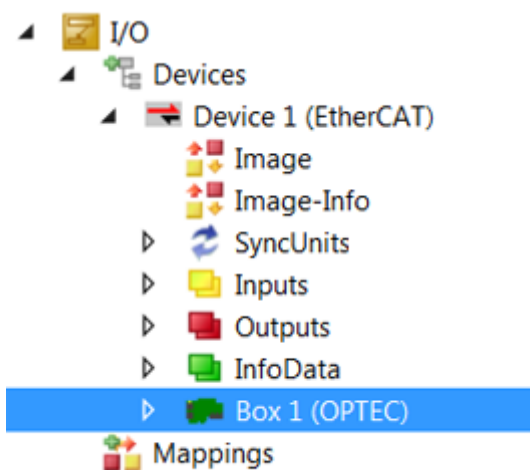 I/O
Devices
Device 1 (EtherCAT)
Image
Image-Info
SyncUnits
Inputs
Outputs
InfoData
Box 1 (OPTEC)
Mappings